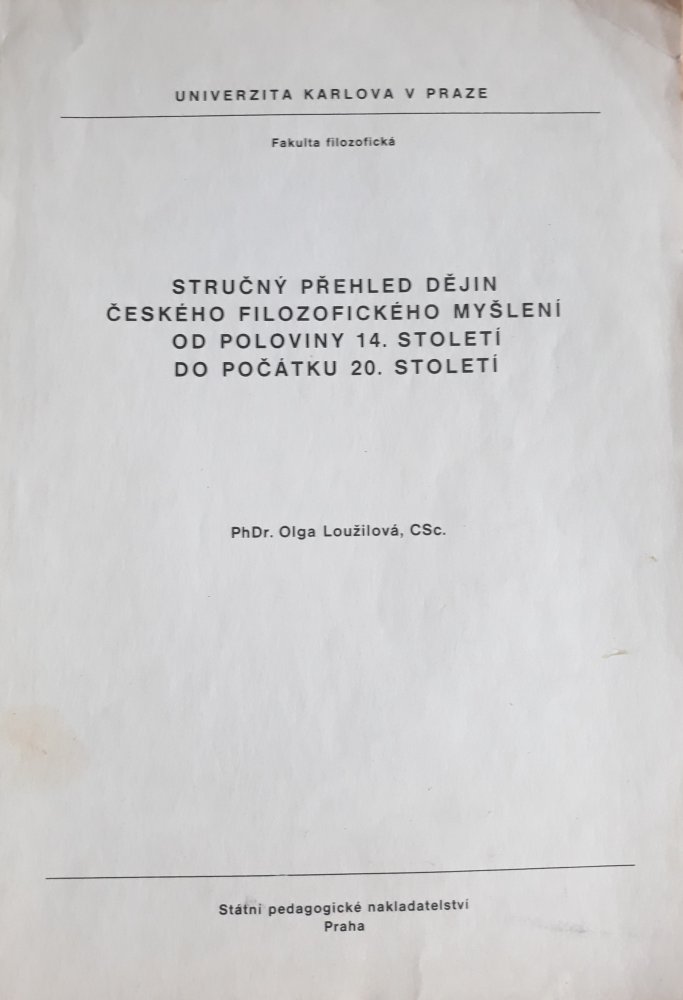 UNIVERZITA KARLOVA V PRAZE
Fakulta filozofická
STRUČNÝ PŘEHLED DĚJIN
ČESKÉHO FILOZOFICKÉHO MYŠLENÍ
OD POLOVINY 14. STOLETÍ
DO POČÁTKU 20. STOLETÍ
PhDr. Olga Loužilová, CSc.
Státní pedagogické nakladatelství
Praha